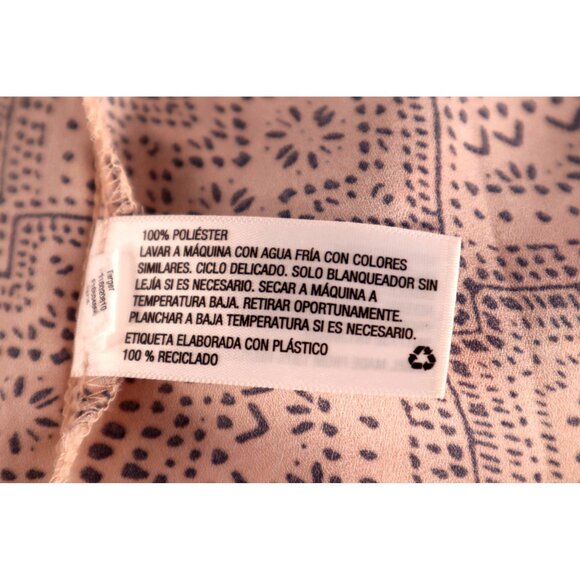 100% POLIÉSTER
LAVAR A MÁQUINA CON AGUA FRÍA CON COLORES
SIMILARES. CICLO DELICADO. SOLO BLANQUEADOR SIN
LEJÍA SI ES NECESARIO. SECAR A MÁQUINA A
TEMPERATURA BAJA. RETIRAR OPORTUNAMENTE.
PLANCHAR A BAJA TEMPERATURA SI ES NECESARIO.
ETIQUETA ELABORADA CON PLÁSTICO
100 % RECICLADO
Target